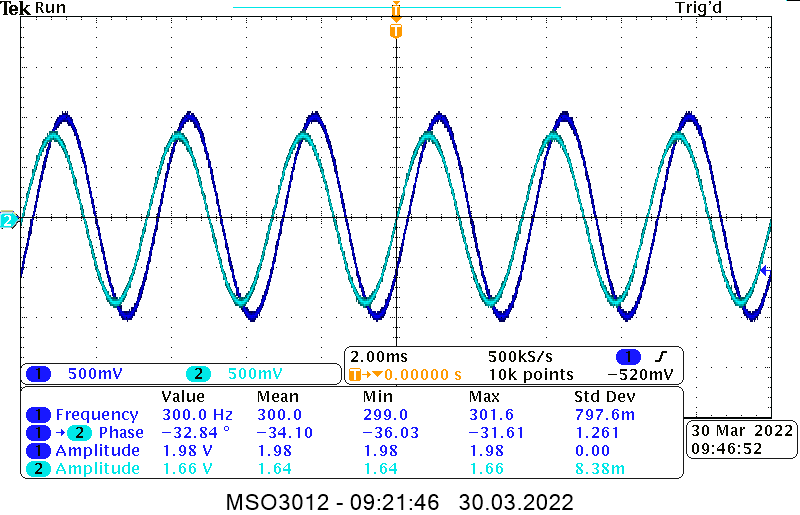 Tek Run Trig'd
T
T
2
1 500mV 2 500mV
2.00ms 500kS/s 1
T→▼0.00000 s 10k points −520mV
Value Mean Min Max Std Dev
1 Frequency 300.0 Hz 300.0 299.0 301.6 797.6m
1 →2 Phase −32.84 ° −34.10 −36.03 −31.61 1.261
1 Amplitude 1.98 V 1.98 1.98 1.98 0.00
2 Amplitude 1.66 V 1.64 1.64 1.66 8.38m
30 Mar 2022
09:46:52
MSO3012 - 09:21:46 30.03.2022